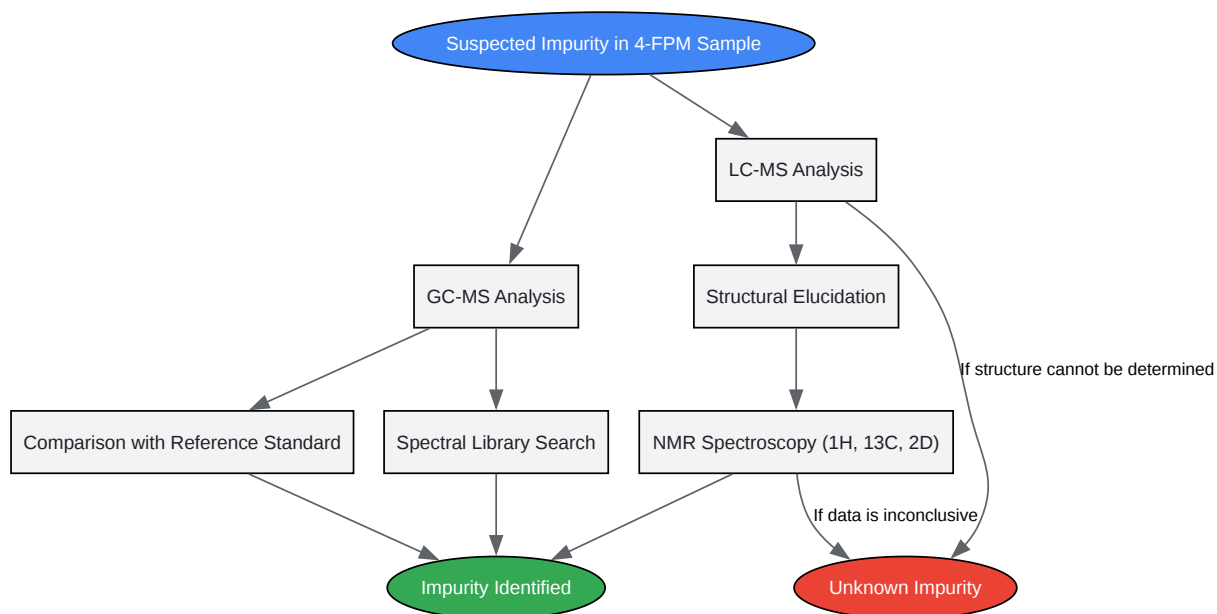 Suspected Impurity in 4-FPM Sample
LC-MS Analysis
GC-MS Analysis
Structural Elucidation
If structure cannot be determined
Comparison with Reference Standard
Spectral Library Search
NMR Spectroscopy (1H, 13C, 2D)
If data is inconclusive
Impurity Identified
Unknown Impurity